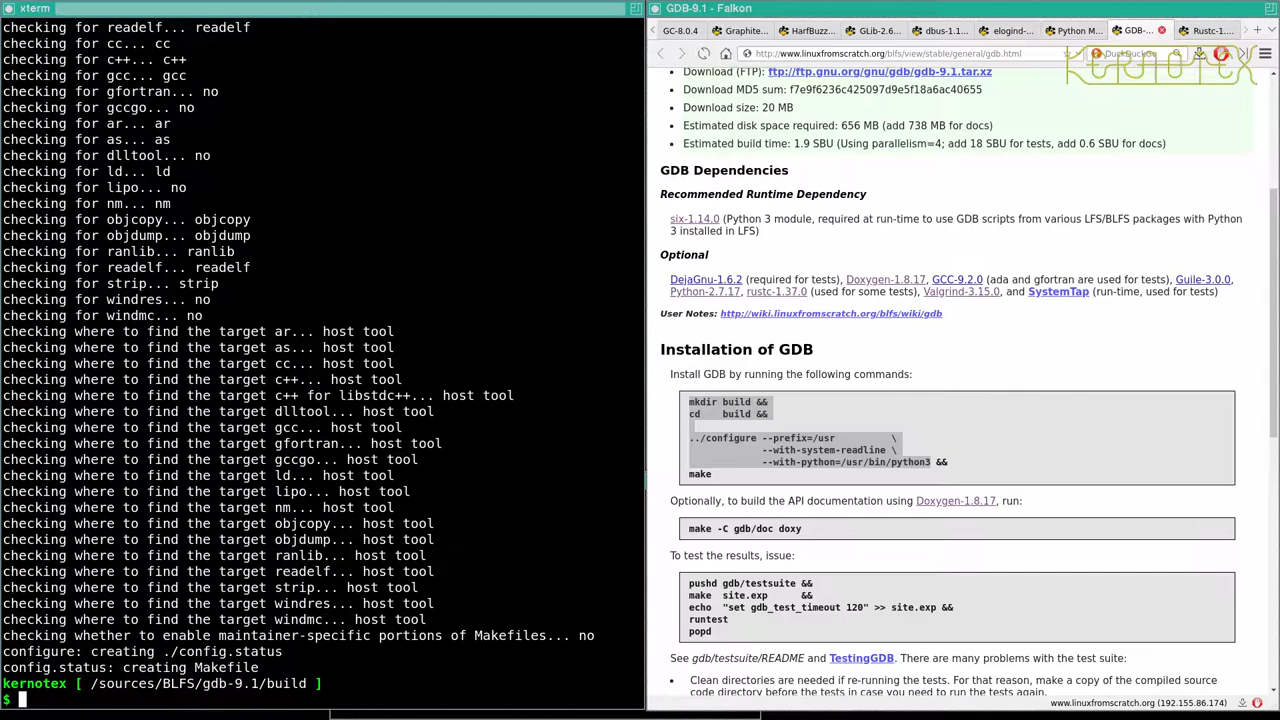 xterm
checking for readelf... readelf
checking for cc... cc
checking for c++... c++
checking for gcc... gcc
checking for gfortran... no
checking for gccgo... no
checking for ar... ar
checking for as... as
checking for dlltool... no
checking for ld... ld
checking for lipo... no
checking for nm... nm
checking for objcopy... objcopy
checking for objdump... objdump
checking for ranlib... ranlib
checking for readelf... readelf
checking for strip... strip
checking for windres... no
checking for windmc... no
checking where to find the target ar... host tool
checking where to find the target as... host tool
checking where to find the target cc... host tool
checking where to find the target c++... host tool
checking where to find the target c++ for libstdc++... host tool
checking where to find the target dlltool... host tool
checking where to find the target gcc... host tool
checking where to find the target gfortran... host tool
checking where to find the target gccgo... host tool
checking where to find the target ld... host tool
checking where to find the target lipo... host tool
checking where to find the target nm... host tool
checking where to find the target objcopy... host tool
checking where to find the target objdump... host tool
checking where to find the target ranlib... host tool
checking where to find the target readelf... host tool
checking where to find the target strip... host tool
checking where to find the target windres... host tool
checking where to find the target windmc... host tool
checking whether to enable maintainer-specific portions of Makefiles... no
configure: creating ./config.status
config.status: creating Makefile
kernotex [ /sources/BLFS/gdb-9.1/build ]
$
GDB-9.1 - Falkon
GC-8.0.4 Graphite... HarfBuzz... GLib-2.6... dbus-1.1... elogind-... Python M... GDB-... Rustc-1....
http://www.linuxfromscratch.org/blfs/view/stable/general/gdb.html DuckDuckGo
KERNOTEX
Download (FTP): ftp://ftp.gnu.org/gnu/gdb/gdb-9.1.tar.xz
Download MD5 sum: f7e9f6236c425097d9e5f18a6ac40655
Download size: 20 MB
Estimated disk space required: 656 MB (add 738 MB for docs)
Estimated build time: 1.9 SBU (Using parallelism=4; add 18 SBU for tests, add 0.6 SBU for docs)
GDB Dependencies
Recommended Runtime Dependency
six-1.14.0 (Python 3 module, required at run-time to use GDB scripts from various LFS/BLFS packages with Python
3 installed in LFS)
Optional
DejaGnu-1.6.2 (required for tests), Doxygen-1.8.17, GCC-9.2.0 (ada and gfortran are used for tests), Guile-3.0.0,
Python-2.7.17, rustc-1.37.0 (used for some tests), Valgrind-3.15.0, and SystemTap (run-time, used for tests)
User Notes: http://wiki.linuxfromscratch.org/blfs/wiki/gdb
Installation of GDB
Install GDB by running the following commands:
mkdir build &&
cd    build &&
../configure --prefix=/usr          \
             --with-system-readline \
             --with-python=/usr/bin/python3 &&
make
Optionally, to build the API documentation using Doxygen-1.8.17, run:
make -C gdb/doc doxy
To test the results, issue:
pushd gdb/testsuite &&
make  site.exp      &&
echo  "set gdb_test_timeout 120" >> site.exp &&
runtest
popd
See gdb/testsuite/README and TestingGDB. There are many problems with the test suite:
Clean directories are needed if re-running the tests. For that reason, make a copy of the compiled source
code directory before the tests in case you need to run the tests again.
www.linuxfromscratch.org (192.155.86.174)